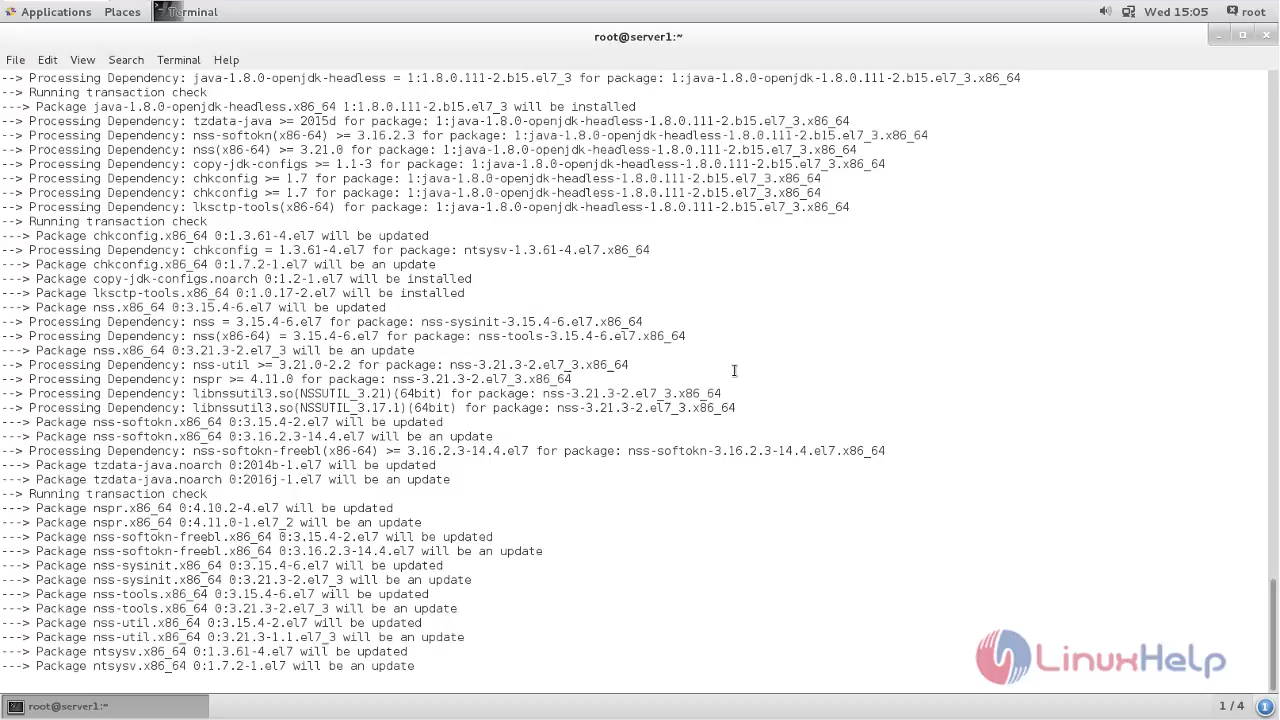 Applications Places Terminal Wed 15:05 root
root@server1:~
File Edit View Search Terminal Help
--> Processing Dependency: java-1.8.0-openjdk-headless = 1:1.8.0.111-2.b15.el7_3 for package: 1:java-1.8.0-openjdk-1.8.0.111-2.b15.el7_3.x86_64
--> Running transaction check
---> Package java-1.8.0-openjdk-headless.x86_64 1:1.8.0.111-2.b15.el7_3 will be installed
--> Processing Dependency: tzdata-java >= 2015d for package: 1:java-1.8.0-openjdk-headless-1.8.0.111-2.b15.el7_3.x86_64
--> Processing Dependency: nss-softokn(x86-64) >= 3.16.2.3 for package: 1:java-1.8.0-openjdk-headless-1.8.0.111-2.b15.el7_3.x86_64
--> Processing Dependency: nss(x86-64) >= 3.21.0 for package: 1:java-1.8.0-openjdk-headless-1.8.0.111-2.b15.el7_3.x86_64
--> Processing Dependency: copy-jdk-configs >= 1.1-3 for package: 1:java-1.8.0-openjdk-headless-1.8.0.111-2.b15.el7_3.x86_64
--> Processing Dependency: chkconfig >= 1.7 for package: 1:java-1.8.0-openjdk-headless-1.8.0.111-2.b15.el7_3.x86_64
--> Processing Dependency: chkconfig >= 1.7 for package: 1:java-1.8.0-openjdk-headless-1.8.0.111-2.b15.el7_3.x86_64
--> Processing Dependency: lksctp-tools(x86-64) for package: 1:java-1.8.0-openjdk-headless-1.8.0.111-2.b15.el7_3.x86_64
--> Running transaction check
---> Package chkconfig.x86_64 0:1.3.61-4.el7 will be updated
--> Processing Dependency: chkconfig = 1.3.61-4.el7 for package: ntsysv-1.3.61-4.el7.x86_64
---> Package chkconfig.x86_64 0:1.7.2-1.el7 will be an update
---> Package copy-jdk-configs.noarch 0:1.2-1.el7 will be installed
---> Package lksctp-tools.x86_64 0:1.0.17-2.el7 will be installed
---> Package nss.x86_64 0:3.15.4-6.el7 will be updated
--> Processing Dependency: nss = 3.15.4-6.el7 for package: nss-sysinit-3.15.4-6.el7.x86_64
--> Processing Dependency: nss(x86-64) = 3.15.4-6.el7 for package: nss-tools-3.15.4-6.el7.x86_64
---> Package nss.x86_64 0:3.21.3-2.el7_3 will be an update
--> Processing Dependency: nss-util >= 3.21.0-2.2 for package: nss-3.21.3-2.el7_3.x86_64
--> Processing Dependency: nspr >= 4.11.0 for package: nss-3.21.3-2.el7_3.x86_64
--> Processing Dependency: libnssutil3.so(NSSUTIL_3.21)(64bit) for package: nss-3.21.3-2.el7_3.x86_64
--> Processing Dependency: libnssutil3.so(NSSUTIL_3.17.1)(64bit) for package: nss-3.21.3-2.el7_3.x86_64
---> Package nss-softokn.x86_64 0:3.15.4-2.el7 will be updated
---> Package nss-softokn.x86_64 0:3.16.2.3-14.4.el7 will be an update
--> Processing Dependency: nss-softokn-freebl(x86-64) >= 3.16.2.3-14.4.el7 for package: nss-softokn-3.16.2.3-14.4.el7.x86_64
---> Package tzdata-java.noarch 0:2014b-1.el7 will be updated
---> Package tzdata-java.noarch 0:2016j-1.el7 will be an update
--> Running transaction check
---> Package nspr.x86_64 0:4.10.2-4.el7 will be updated
---> Package nspr.x86_64 0:4.11.0-1.el7_2 will be an update
---> Package nss-softokn-freebl.x86_64 0:3.15.4-2.el7 will be updated
---> Package nss-softokn-freebl.x86_64 0:3.16.2.3-14.4.el7 will be an update
---> Package nss-sysinit.x86_64 0:3.15.4-6.el7 will be updated
---> Package nss-sysinit.x86_64 0:3.21.3-2.el7_3 will be an update
---> Package nss-tools.x86_64 0:3.15.4-6.el7 will be updated
---> Package nss-tools.x86_64 0:3.21.3-2.el7_3 will be an update
---> Package nss-util.x86_64 0:3.15.4-2.el7 will be updated
---> Package nss-util.x86_64 0:3.21.3-1.1.el7_3 will be an update
---> Package ntsysv.x86_64 0:1.3.61-4.el7 will be updated
---> Package ntsysv.x86_64 0:1.7.2-1.el7 will be an update
LinuxHelp
root@server1:~ 1 / 4 1